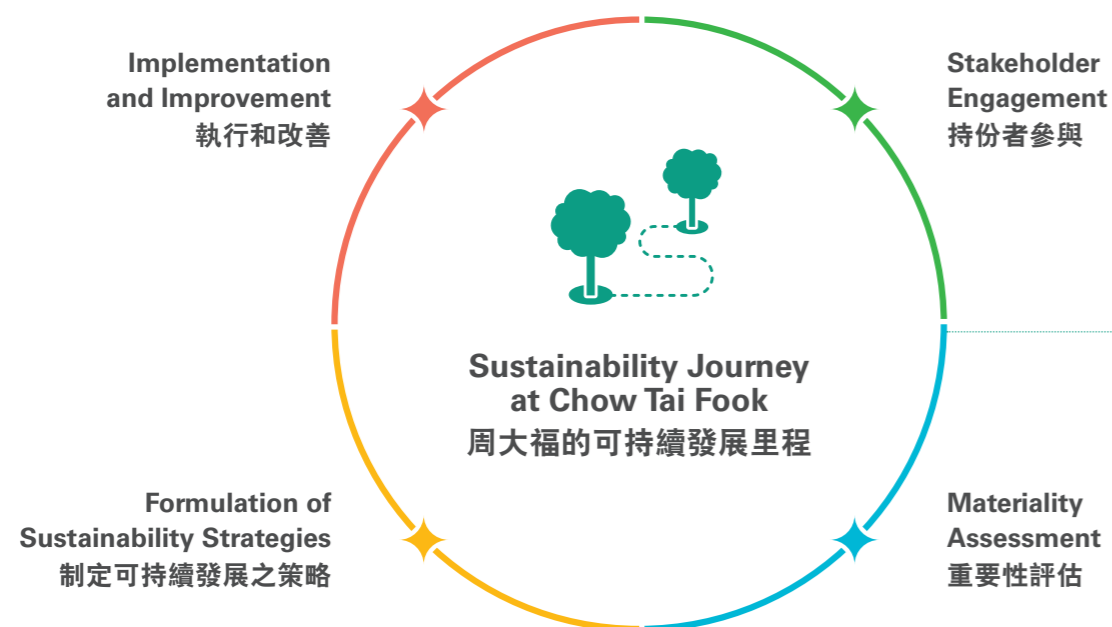 Implementation
and Improvement
執行和改善
Stakeholder
Engagement
持份者參與
Sustainability Journey
at Chow Tai Fook
周大福的可持續發展里程
Formulation of
Sustainability Strategies
制定可持續發展之策略
Materiality
Assessment
重要性評估